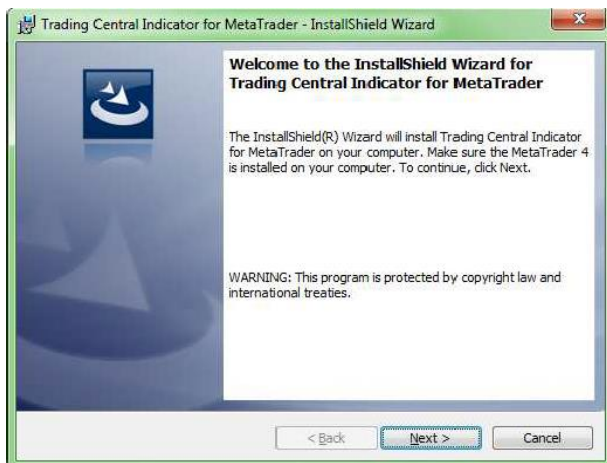 Trading Central Indicator for MetaTrader - InstallShield Wizard
Welcome to the InstallShield Wizard for
Trading Central Indicator for MetaTrader
The InstallShield(R) Wizard will install Trading Central Indicator
for MetaTrader on your computer. Make sure the MetaTrader 4
is installed on your computer. To continue, click Next.
WARNING: This program is protected by copyright law and
international treaties.
< Back Next > Cancel